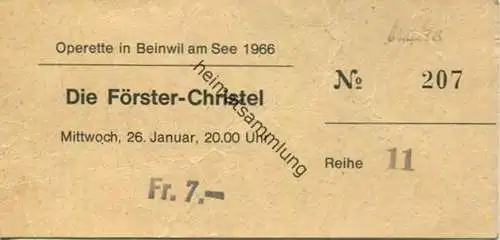 Operette in Beinwil am See 1966
Die Förster-Christel
Mittwoch, 26. Januar, 20.00 Uhr
Fr. 7.—
№ 207
Reihe 11
heimatsammlung